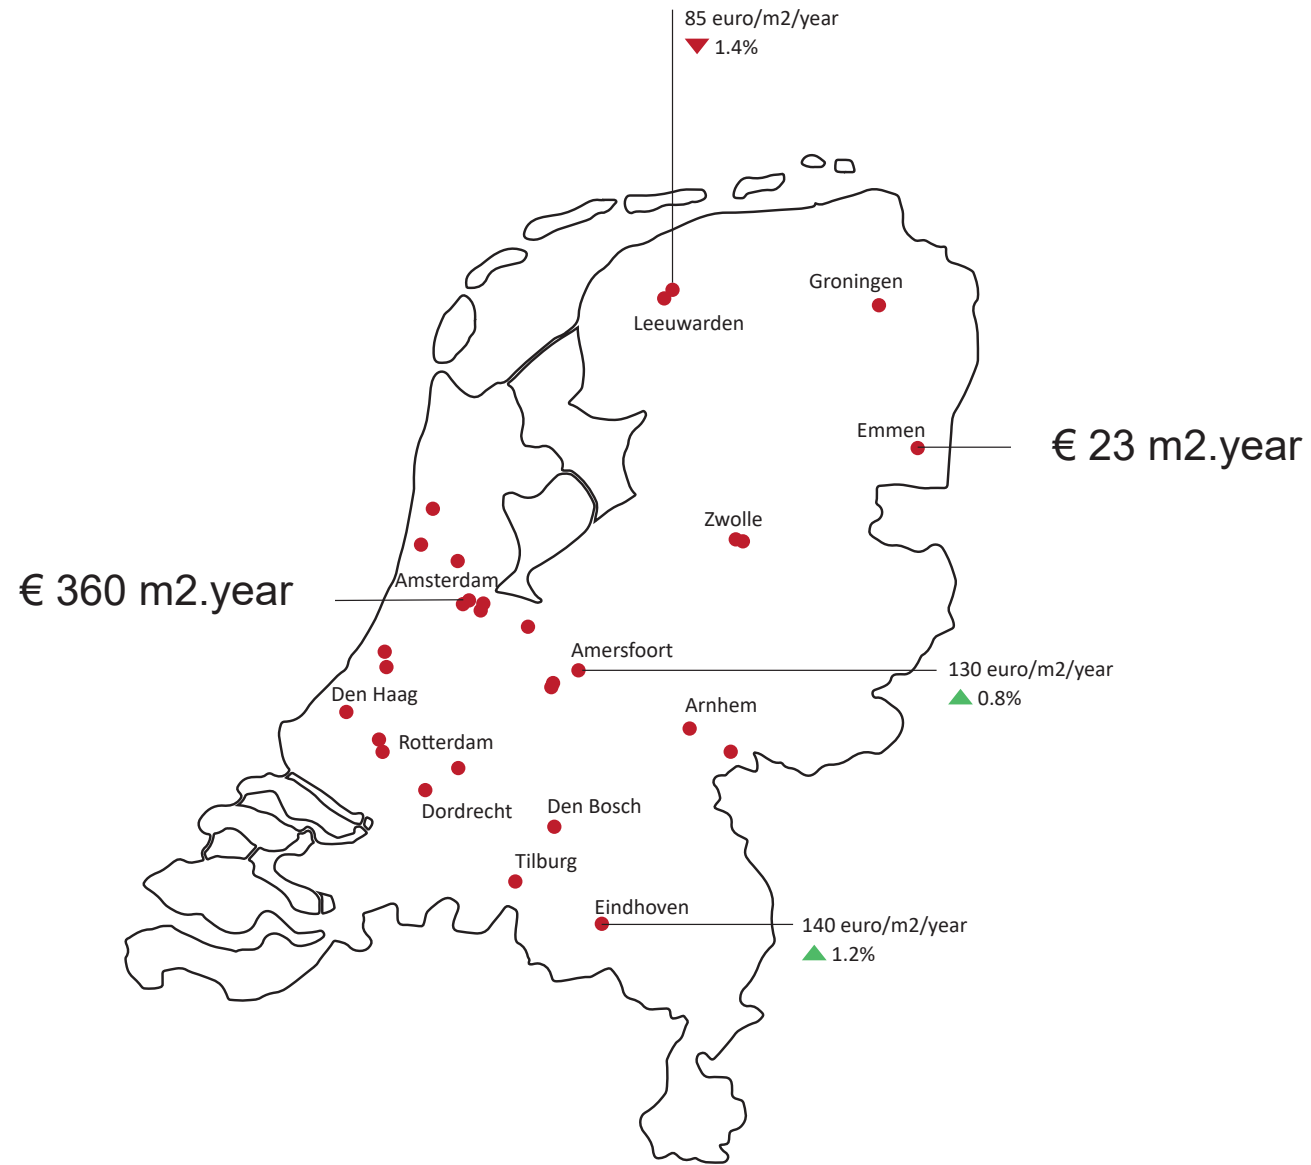 85 euro/m2/year
1.4%
Groningen
Leeuwarden
Emmen
€ 23 m2.year
Zwolle
Amsterdam
€ 360 m2.year
Amersfoort
130 euro/m2/year
0.8%
Den Haag
Arnhem
Rotterdam
Dordrecht
Den Bosch
Tilburg
Eindhoven
140 euro/m2/year
1.2%